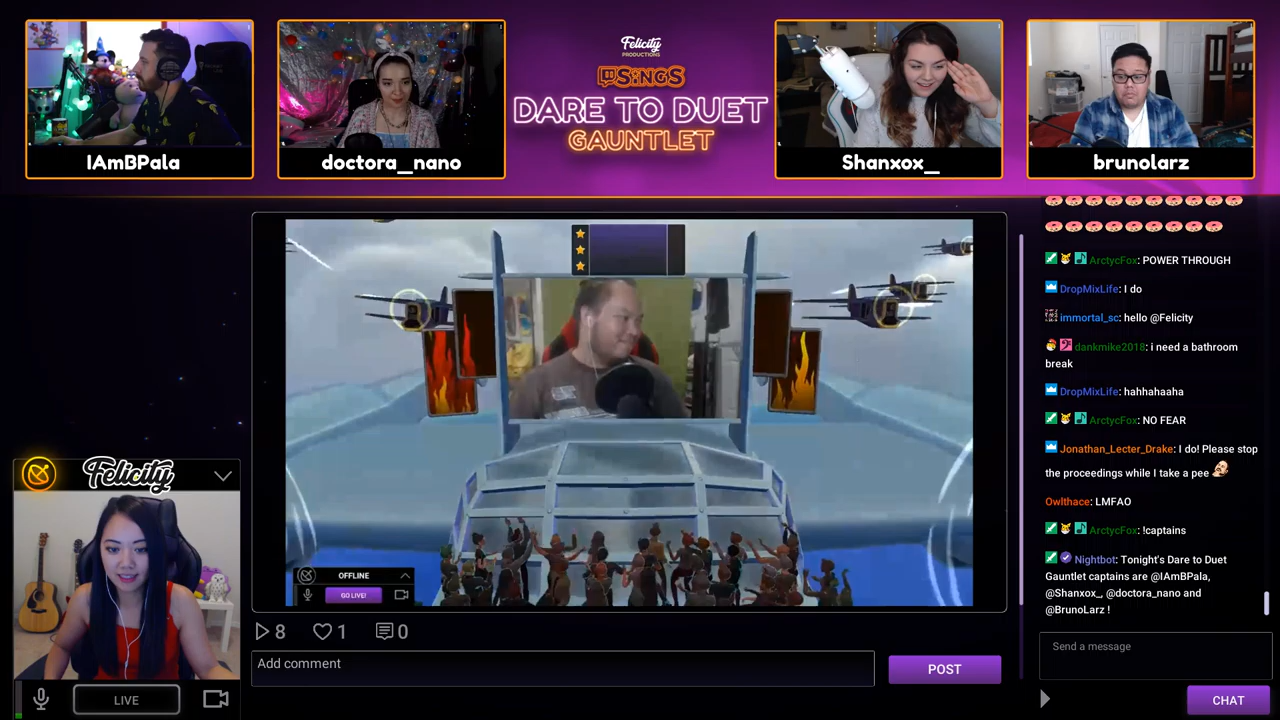 Felicity
PRODUCTIONS
SINGS
DARE TO DUET
GAUNTLET
IAmBPala
doctora__nano
Shanxox_
brunolarz
ArctycFox: POWER THROUGH
DropMixLife: I do
immortal_sc: hello @Felicity
dankmike2018: i need a bathroom
break
DropMixLife: hahhahaaha
ArctycFox: NO FEAR
Jonathan_Lecter_Drake: I do! Please stop
the proceedings while I take a pee
Owlthace: LMFAO
ArctycFox: !captains
Nightbot: Tonight's Dare to Duet
Gauntlet captains are @IAmBPala,
@Shanxox_, @doctora_nano and
@BrunoLarz !
Send a message
CHAT
OFFLINE
GO LIVE!
8
1
0
Add comment
POST
Felicity
LIVE